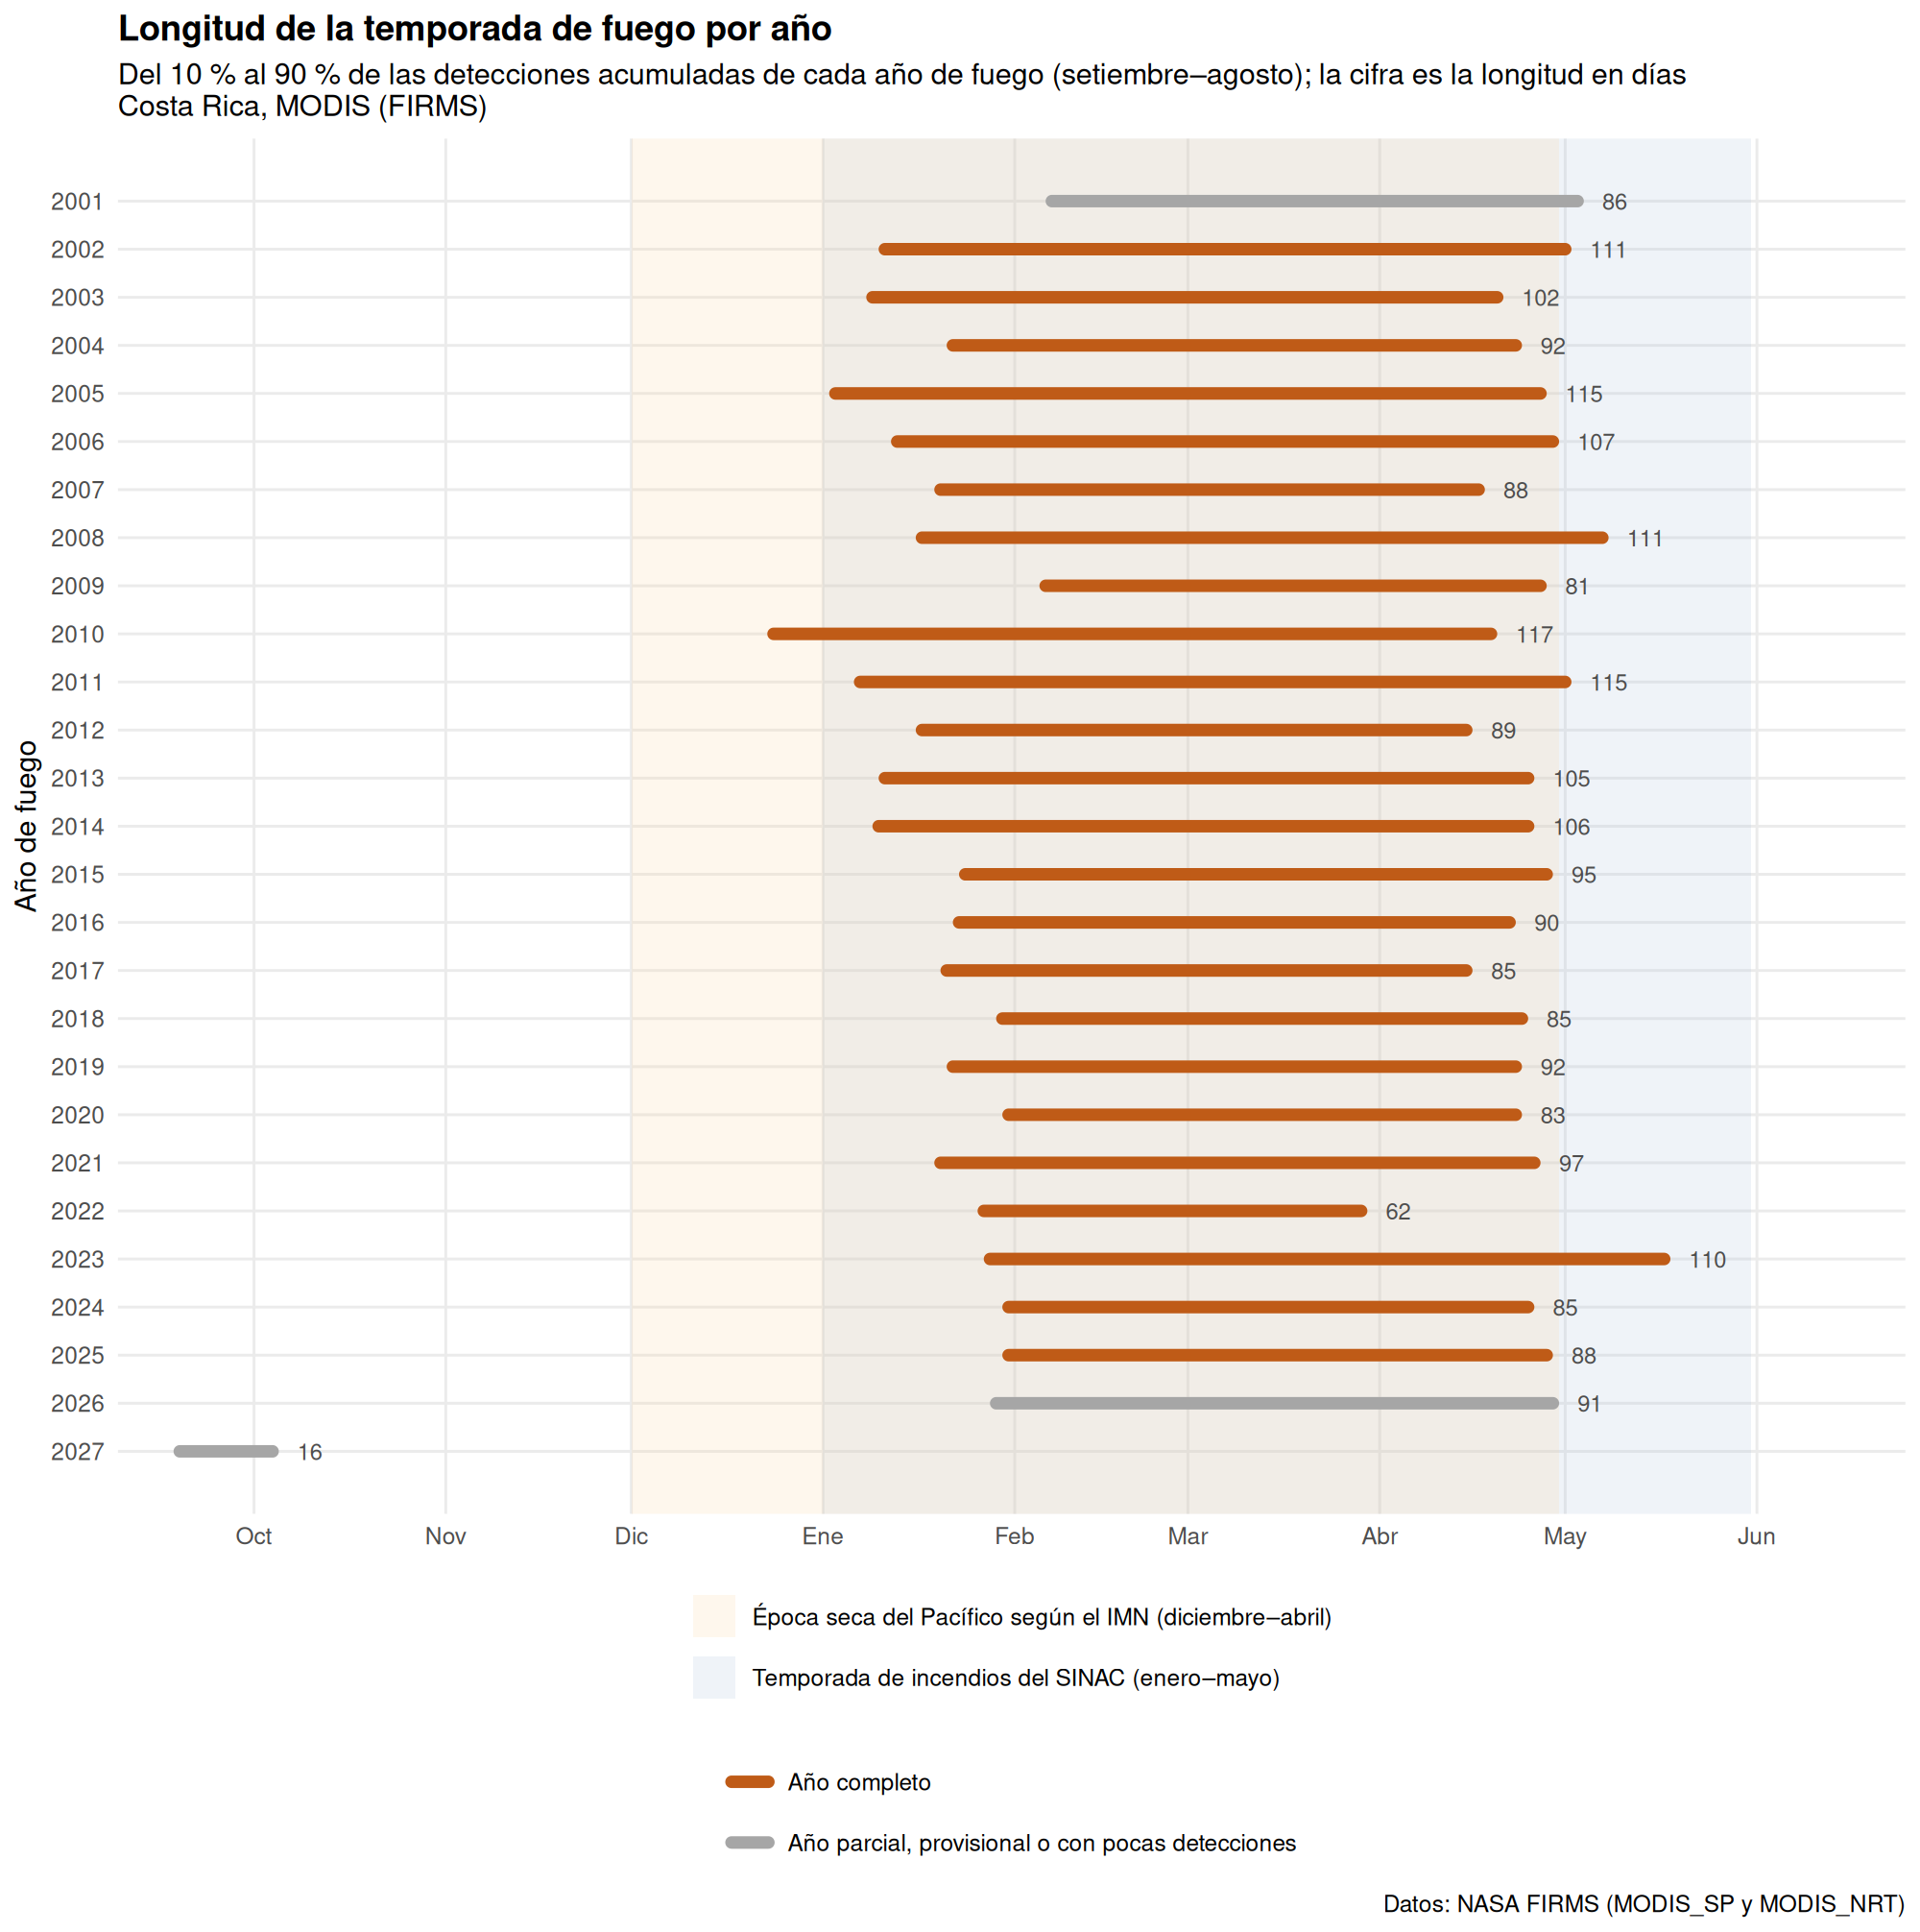 Longitud de la temporada de fuego por año
Del 10 % al 90 % de las detecciones acumuladas de cada año de fuego (setiembre–agosto); la cifra es la longitud en días
Costa Rica, MODIS (FIRMS)
Año de fuego
2001 86
2002 111
2003 102
2004 92
2005 115
2006 107
2007 88
2008 111
2009 81
2010 117
2011 115
2012 89
2013 105
2014 106
2015 95
2016 90
2017 85
2018 85
2019 92
2020 83
2021 97
2022 62
2023 110
2024 85
2025 88
2026 91
2027 16
Oct Nov Dic Ene Feb Mar Abr May Jun
Época seca del Pacífico según el IMN (diciembre–abril)
Temporada de incendios del SINAC (enero–mayo)
Año completo
Año parcial, provisional o con pocas detecciones
Datos: NASA FIRMS (MODIS_SP y MODIS_NRT)